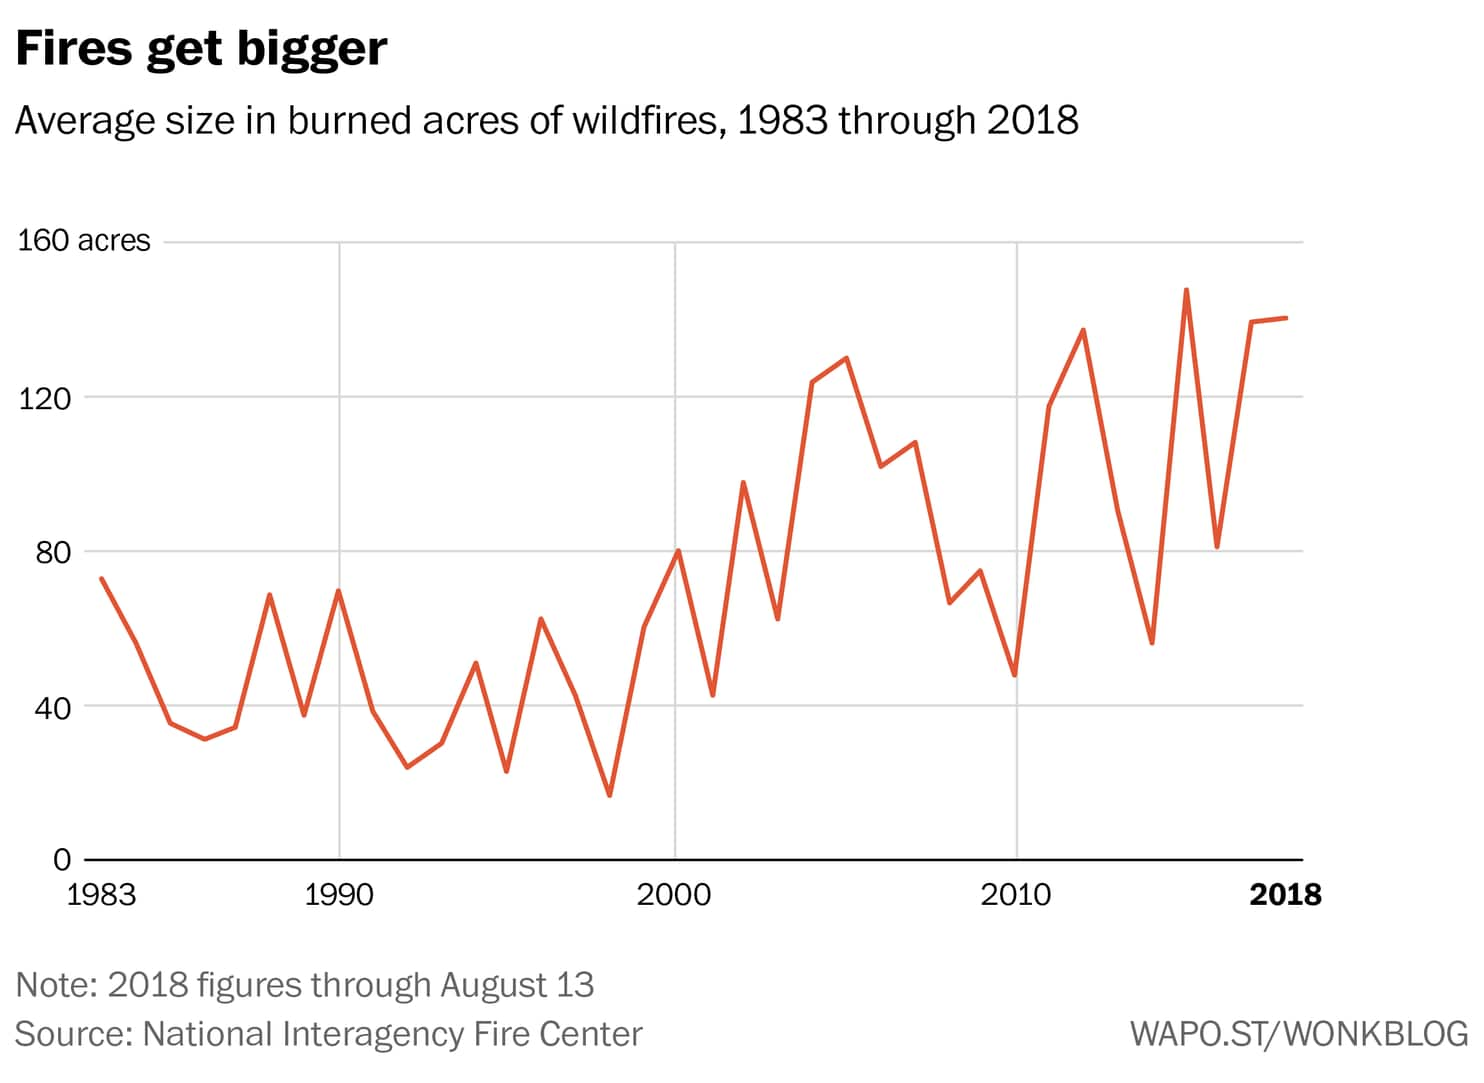 Fires get bigger
Average size in burned acres of wildfires, 1983 through 2018
160 acres
120
80
40
0
1983 1990 2000 2010 2018
Note: 2018 figures through August 13
Source: National Interagency Fire Center
WAPO.ST/WONKBLOG